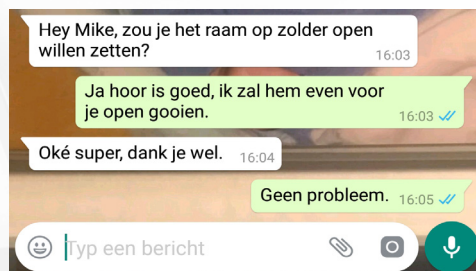 Hey Mike, zou je het raam op zolder open
willen zetten?
16:03
Ja hoor is goed, ik zal hem even voor
je open gooien.
16:03
Oké super, dank je wel. 16:04
Geen probleem. 16:05
Typ een bericht